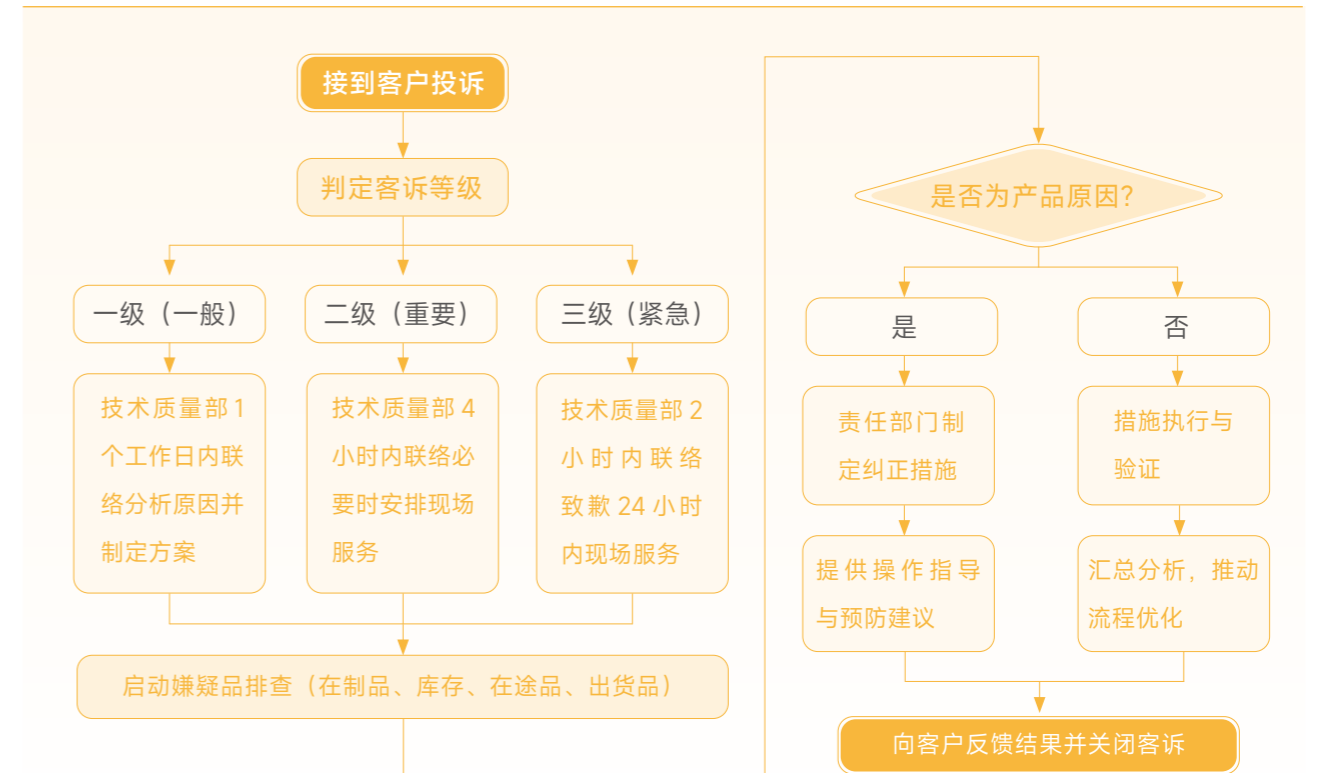 接到客户投诉
判定客诉等级
一级（一般）
二级（重要）
三级（紧急）
技术质量部 1
个工作日内联
络分析原因并
制定方案
技术质量部 4
小时内联络必
要时安排现场
服务
技术质量部 2
小时内联络
致歉 24 小时
内现场服务
启动嫌疑品排查（在制品、库存、在途品、出货品）
是否为产品原因？
是
否
责任部门制
定纠正措施
措施执行与
验证
提供操作指导
与预防建议
汇总分析，推动
流程优化
向客户反馈结果并关闭客诉